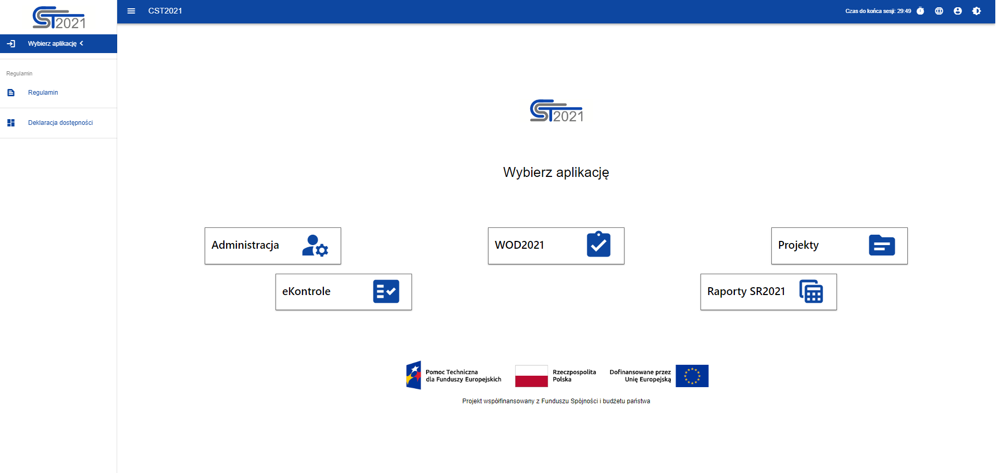 2021
CST2021
Czas do końca sesji: 29:49
Wybierz aplikację
Regulamin
Regulamin
Deklaracja dostępności
2021
Wybierz aplikację
Administracja
WOD2021
Projekty
eKontrole
Raporty SR2021
Pomoc Techniczna
dla Funduszy Europejskich
Rzeczpospolita
Polska
Dofinansowane przez
Unię Europejską
Projekt współfinansowany z Funduszu Spójności i budżetu państwa